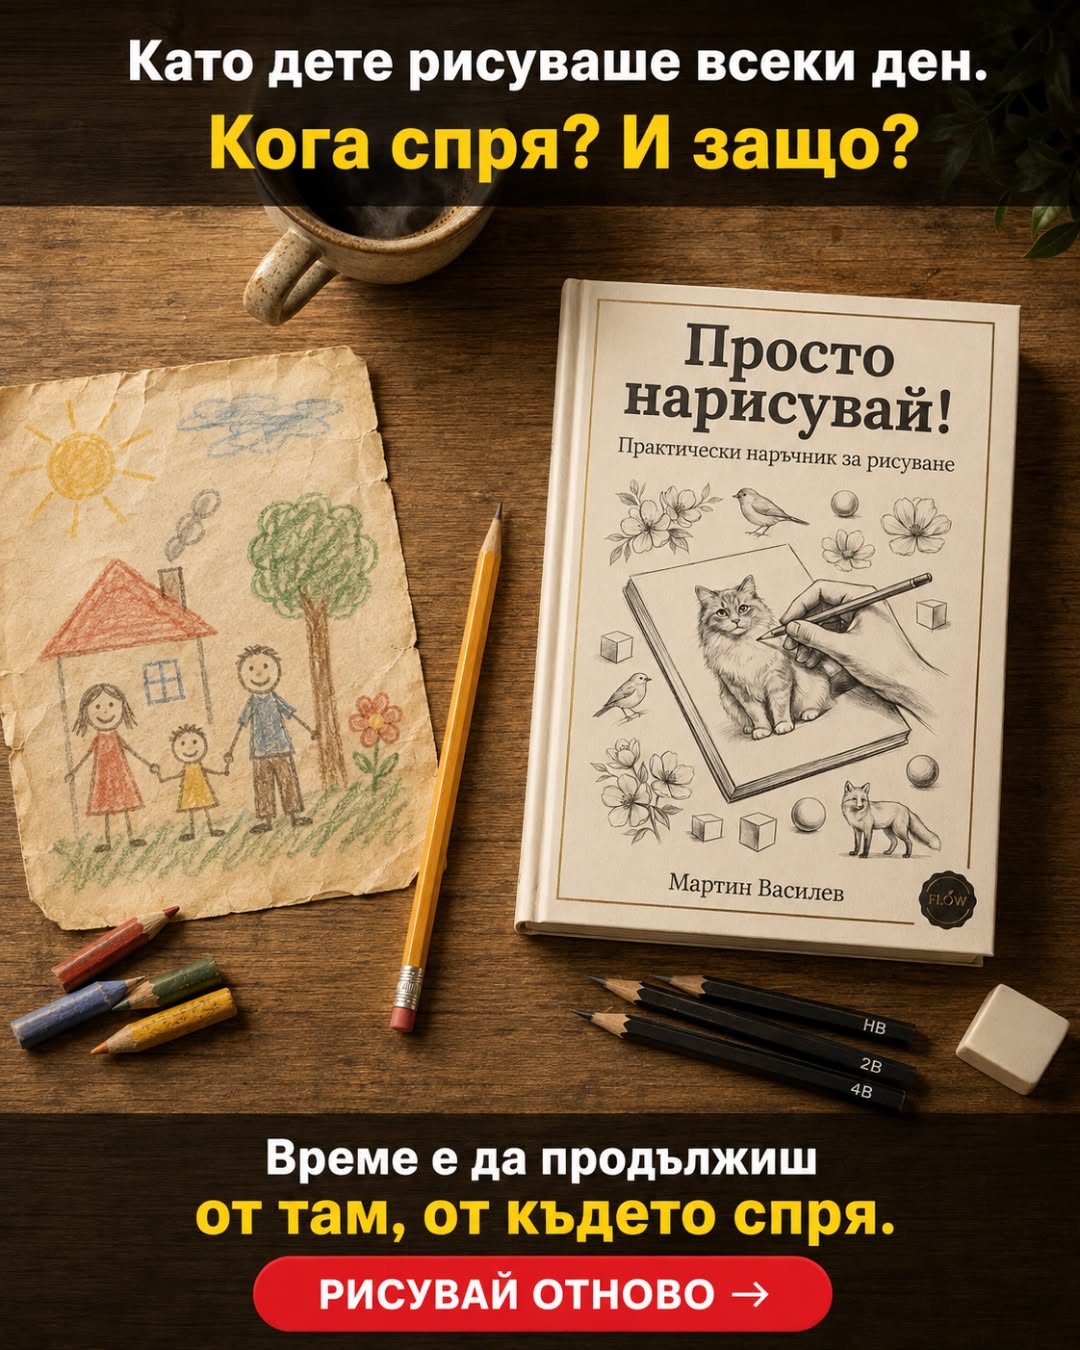 Като дете рисуваше всеки ден.
Кога спря? И защо?
Просто
нарисувай!
Практически наръчник за рисуване
Мартин Василев
FLOW
HB
2B
4B
Време е да продължиш
от там, от където спря.
РИСУВАЙ ОТНОВО →